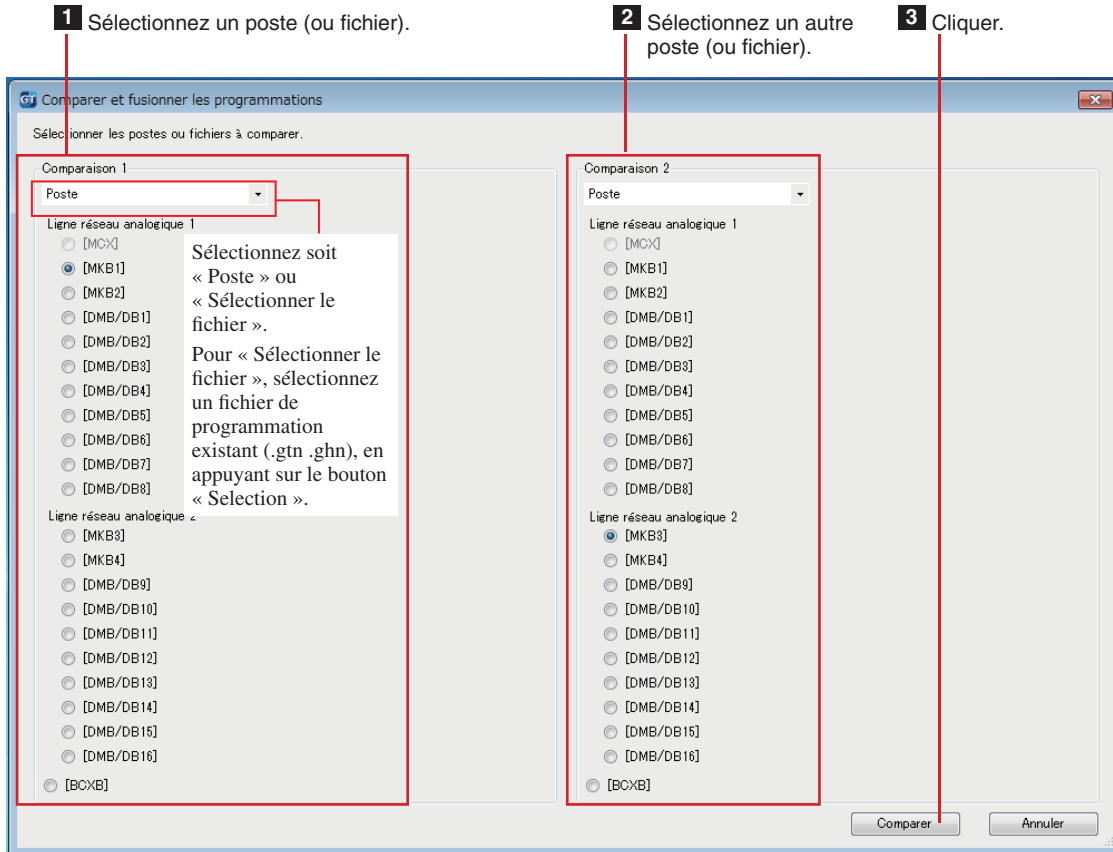 1 Sélectionnez un poste (ou fichier).
2 Sélectionnez un autre
poste (ou fichier).
3 Cliquer.
GT Comparer et fusionner les programmations
Sélectionner les postes ou fichiers à comparer.
Comparaison 1
Poste
Ligne réseau analogique 1
[MCX]
[MKB1]
[MKB2]
[DMB/DB1]
[DMB/DB2]
[DMB/DB3]
[DMB/DB4]
[DMB/DB5]
[DMB/DB6]
[DMB/DB7]
[DMB/DB8]
Ligne réseau analogique 2
[MKB3]
[MKB4]
[DMB/DB9]
[DMB/DB10]
[DMB/DB11]
[DMB/DB12]
[DMB/DB13]
[DMB/DB14]
[DMB/DB15]
[DMB/DB16]
[BCXB]
Sélectionnez soit
« Poste » ou
« Sélectionner le
fichier ».
Pour « Sélectionner le
fichier », sélectionnez
un fichier de
programmation
existant (.gtn .ghn), en
appuyant sur le bouton
« Selection ».
Comparaison 2
Poste
Ligne réseau analogique 1
[MCX]
[MKB1]
[MKB2]
[DMB/DB1]
[DMB/DB2]
[DMB/DB3]
[DMB/DB4]
[DMB/DB5]
[DMB/DB6]
[DMB/DB7]
[DMB/DB8]
Ligne réseau analogique 2
[MKB3]
[MKB4]
[DMB/DB9]
[DMB/DB10]
[DMB/DB11]
[DMB/DB12]
[DMB/DB13]
[DMB/DB14]
[DMB/DB15]
[DMB/DB16]
[BCXB]
Comparer
Annuler